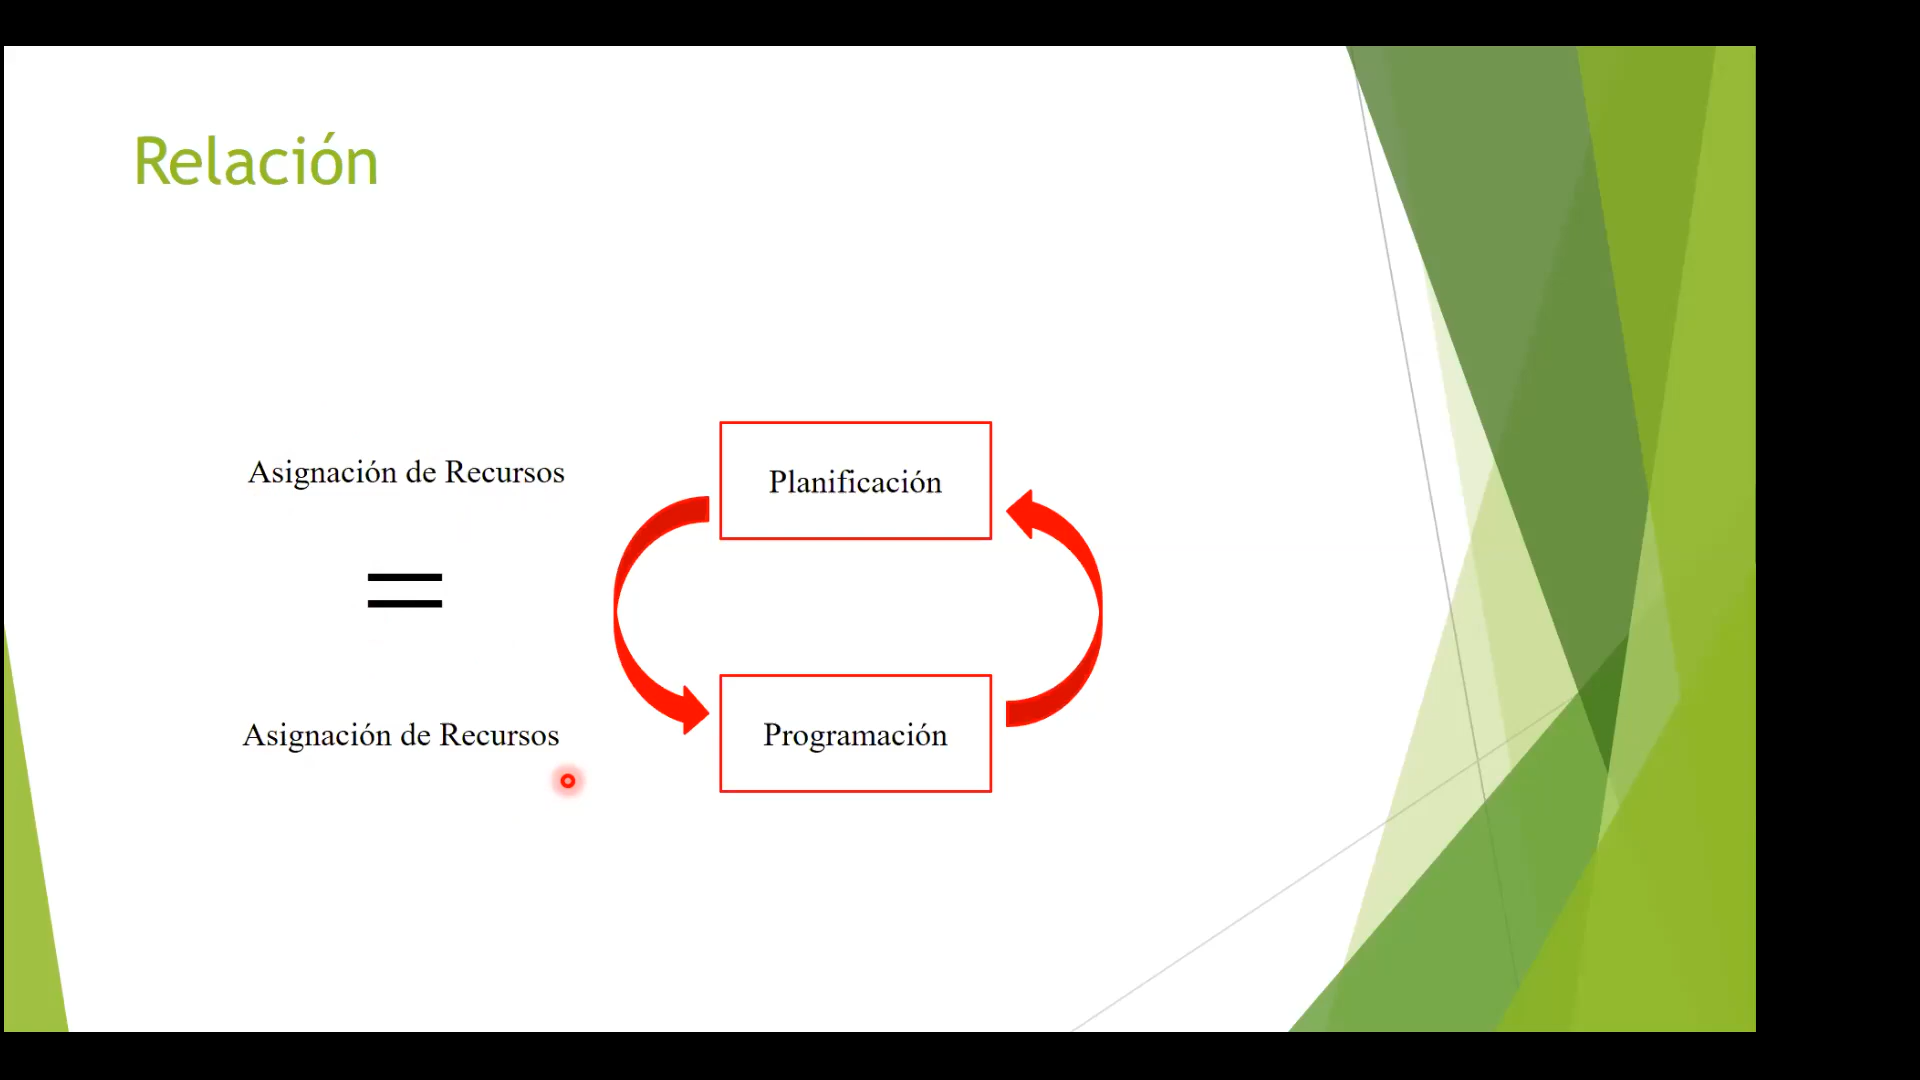 Relación
Asignación de Recursos
Planificación
=
Asignación de Recursos
Programación